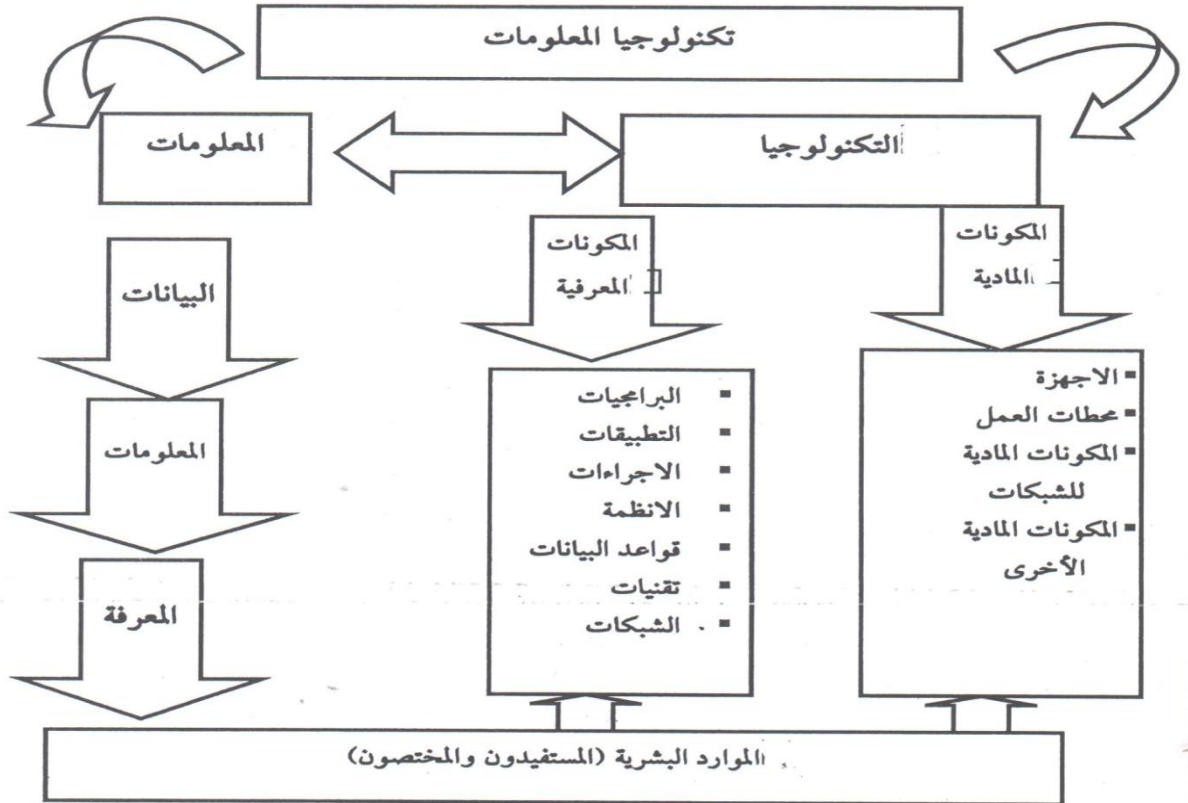 تكنولوجيا المعلومات
التكنولوجيا
المعلومات
المكونات
المادية
المكونات
المعرفية
البيانات
▪ الاجهزة
▪ محطات العمل
▪ المكونات المادية
للشبكات
▪ المكونات المادية
الأخرى
▪ البرامجيات
▪ التطبيقات
▪ الاجراءات
▪ الانظمة
▪ قواعد البيانات
▪ تقنيات
▪ الشبكات
المعلومات
المعرفة
الموارد البشرية (المستفيدون والمختصون)